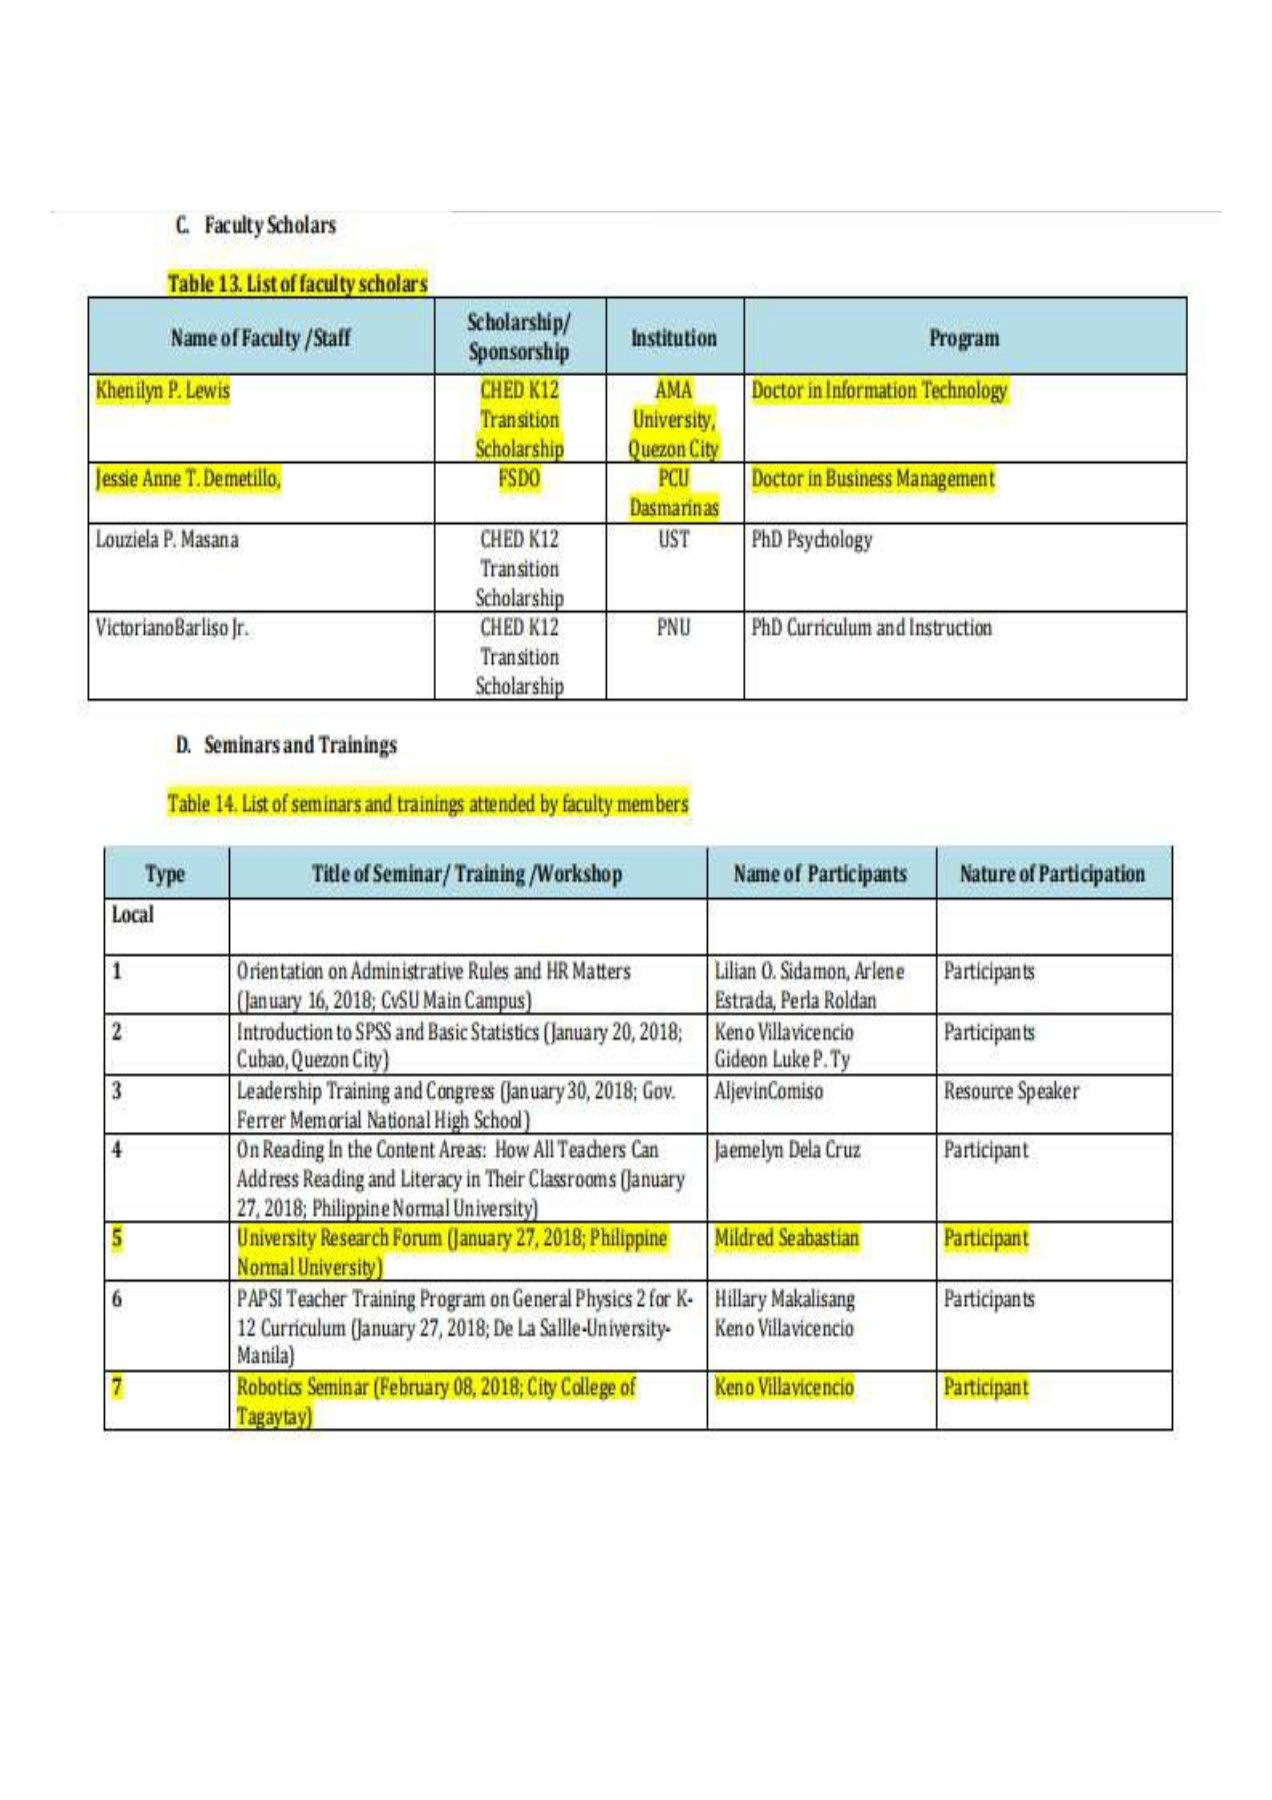 C. Faculty Scholars
Table 13. List of faculty scholars
Name of Faculty /Staff
Scholarship/
Sponsorship
Institution
Program
Khenilyn P. Lewis
CHED K12
Transition
Scholarship
AMA
University,
Quezon City
Doctor in Information Technology
Jessie Anne T. Demetillo,
FSDO
PCU
Dasmarinas
Doctor in Business Management
Louziela P. Masana
CHED K12
Transition
Scholarship
UST
PhD Psychology
VictorianoBarliso Jr.
CHED K12
Transition
Scholarship
PNU
PhD Curriculum and Instruction
D. Seminars and Trainings
Table 14. List of seminars and trainings attended by faculty members
Type
Title of Seminar/ Training /Workshop
Name of Participants
Nature of Participation
Local
1
Orientation on Administrative Rules and HR Matters
(January 16, 2018; CvSU Main Campus)
Lilian O. Sidamon, Arlene
Estrada, Perla Roldan
Participants
2
Introduction to SPSS and Basic Statistics (January 20, 2018;
Cubao, Quezon City)
Keno Villavicencio
Gideon Luke P. Ty
Participants
3
Leadership Training and Congress (January 30, 2018; Gov.
Ferrer Memorial National High School)
AljevinComiso
Resource Speaker
4
On Reading In the Content Areas: How All Teachers Can
Address Reading and Literacy in Their Classrooms (January
27, 2018; Philippine Normal University)
Jaemelyn Dela Cruz
Participant
5
University Research Forum (January 27, 2018; Philippine
Normal University)
Mildred Seabastian
Participant
6
PAPSI Teacher Training Program on General Physics 2 for K-
12 Curriculum (January 27, 2018; De La Sallle-University-
Manila)
Hillary Makalisang
Keno Villavicencio
Participants
7
Robotics Seminar (February 08, 2018; City College of
Tagaytay)
Keno Villavicencio
Participant